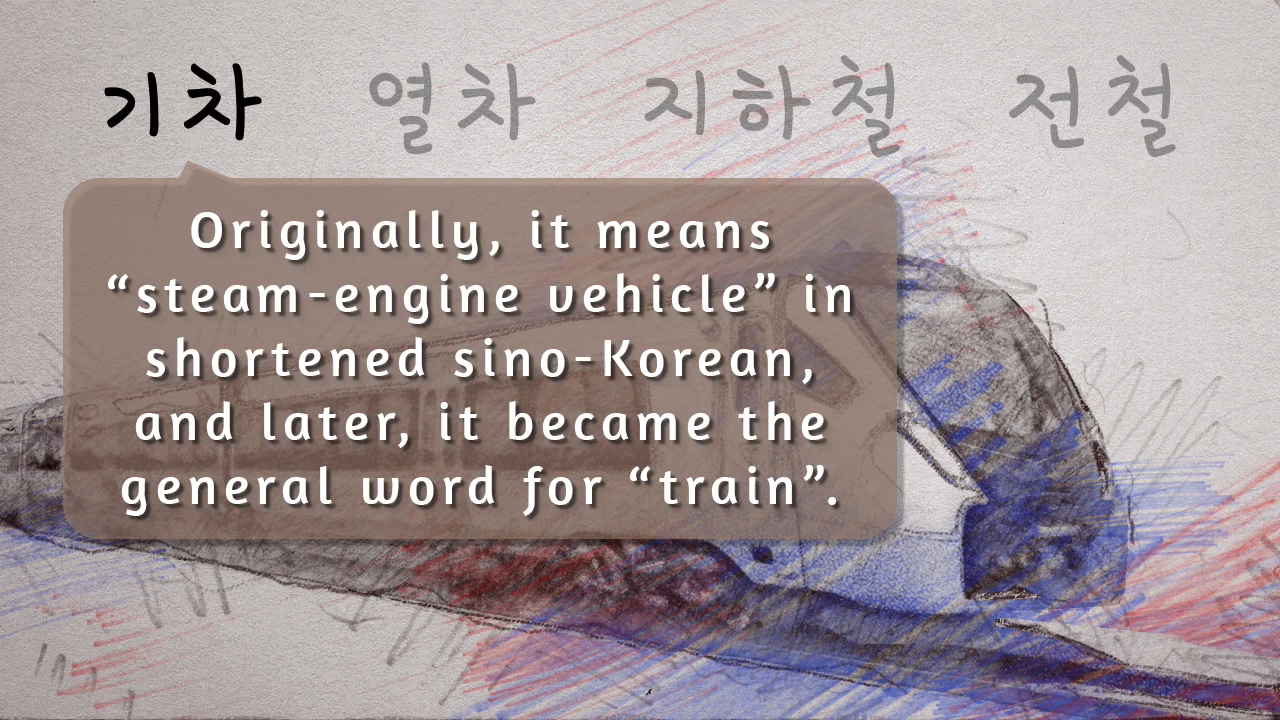 기차 열차 지하철 전철
Originally, it means
“steam-engine vehicle” in
shortened sino-Korean,
and later, it became the
general word for “train”.